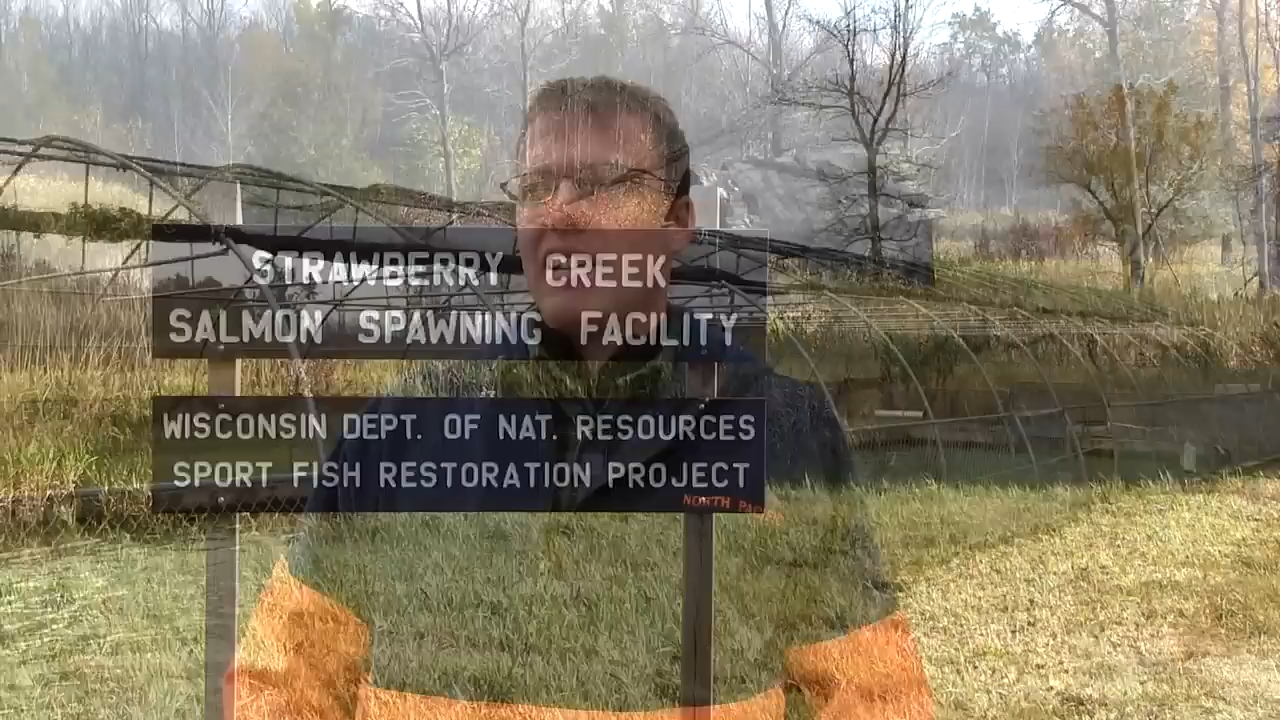 STRAWBERRY CREEK
SALMON SPAWNING FACILITY
WISCONSIN DEPT. OF NAT. RESOURCES
SPORT FISH RESTORATION PROJECT
NORTH